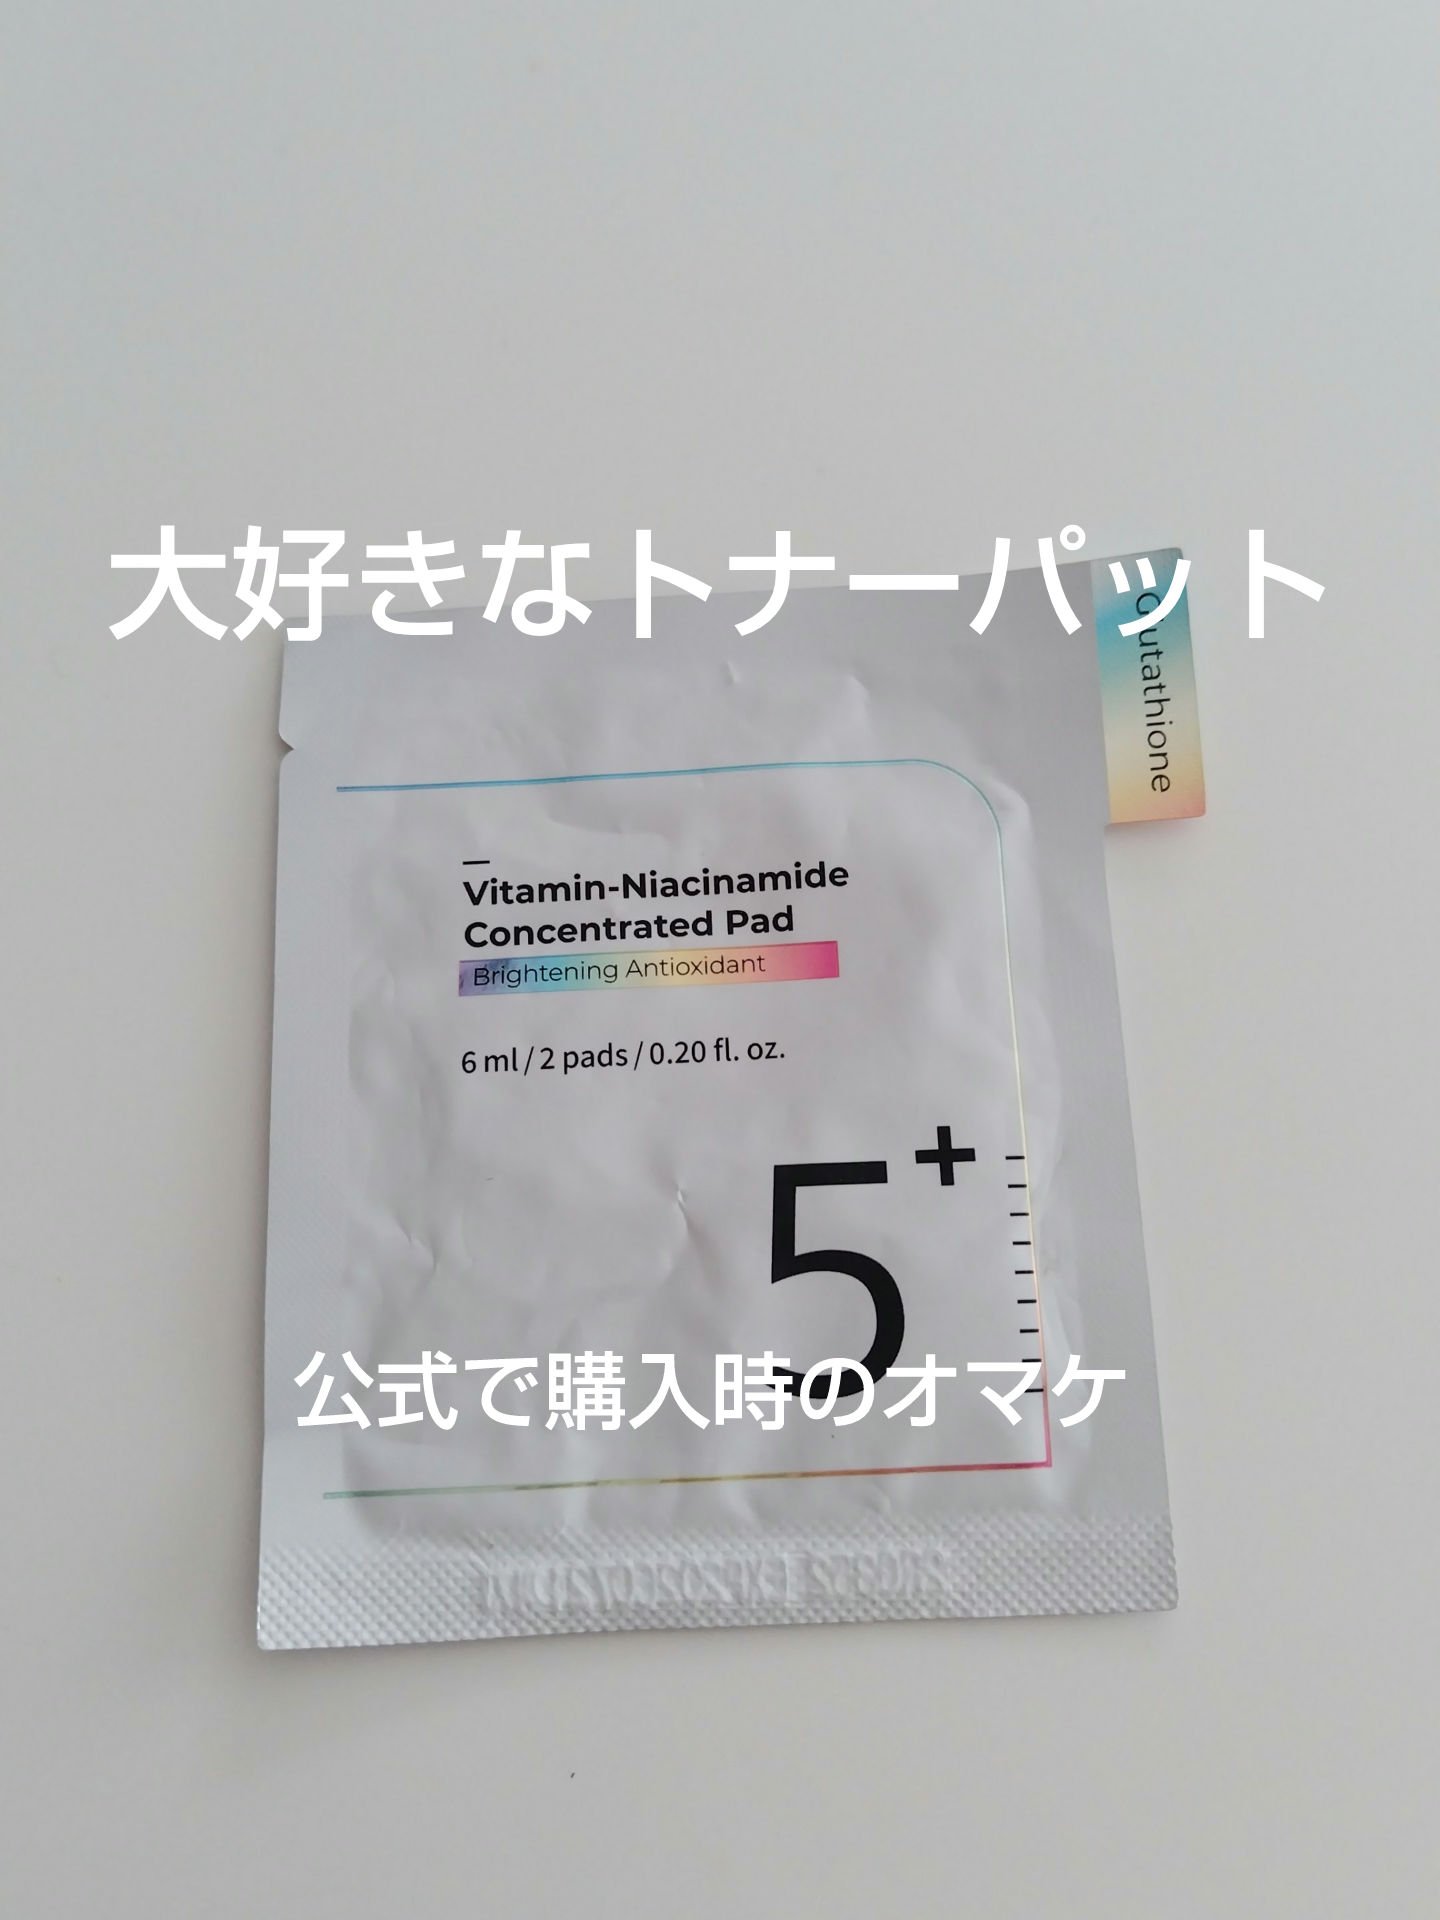 大好きなトナーパット
Glutathione
Vitamin-Niacinamide
Concentrated Pad
Brightening Antioxidant
6 ml / 2 pads / 0.20 fl. oz.
5+
公式で購入時のオマケ